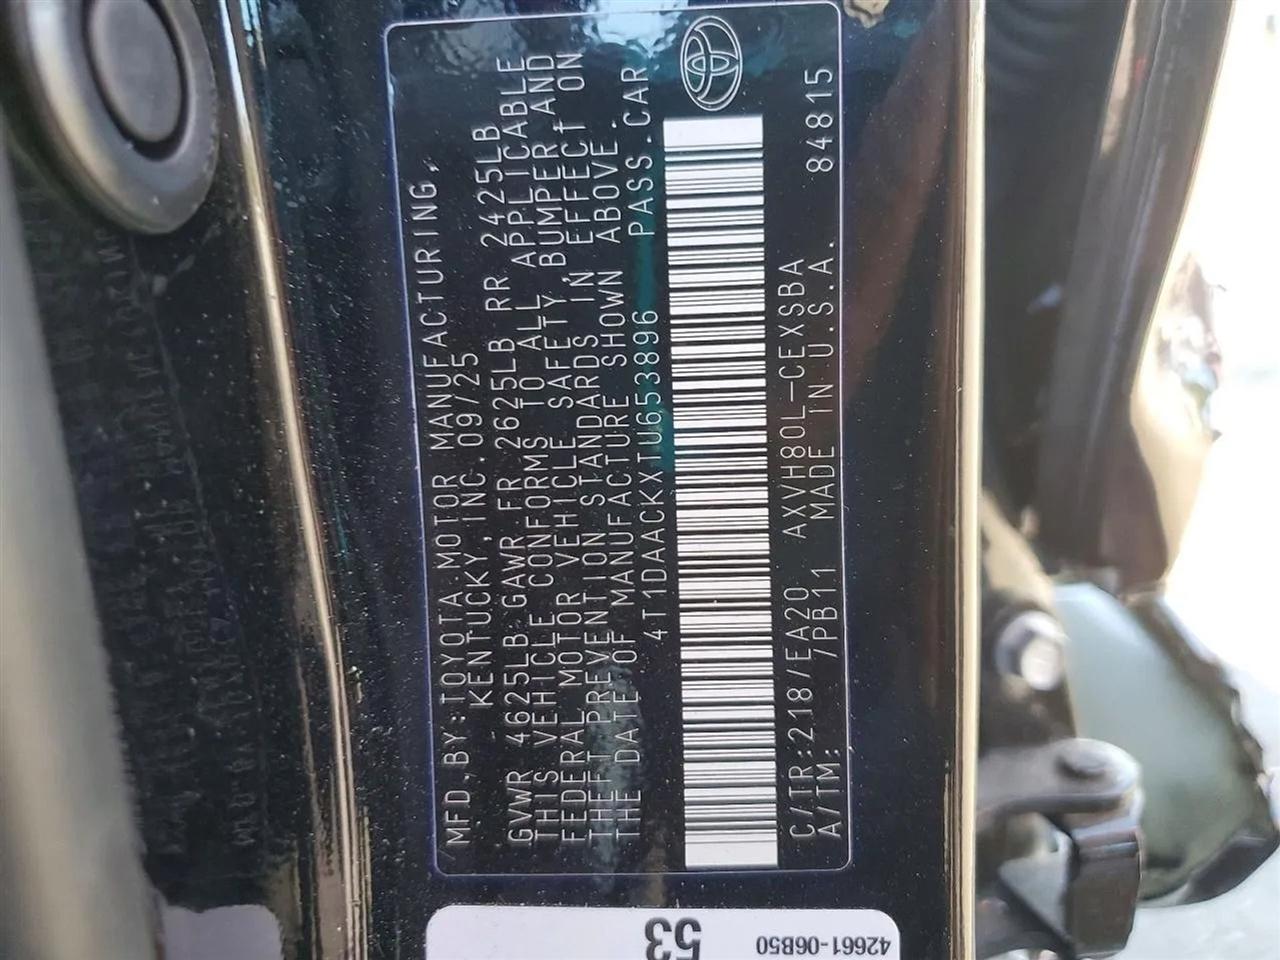 MFD.BY:TOYOTA MOTOR MANUFACTURING,
KENTUCKY,INC.09/25
GVWR 4625LB GAWR FR 2625LB RR 2425LB
THIS VEHICLE CONFORMS TO ALL APPLICABLE
FEDERAL MOTOR VEHICLE SAFETY,BUMPER AND
THEFT PREVENTION STANDARDS IN EFFECT ON
THE DATE OF MANUFACTURE SHOWN ABOVE.
4T1DAACKXTU653896 PASS.CAR
C/TR:218/EA20 AXVH80L-CEXSBA
A/TM: /PB11 MADE IN U.S.A. 84815
53
42661-06B50